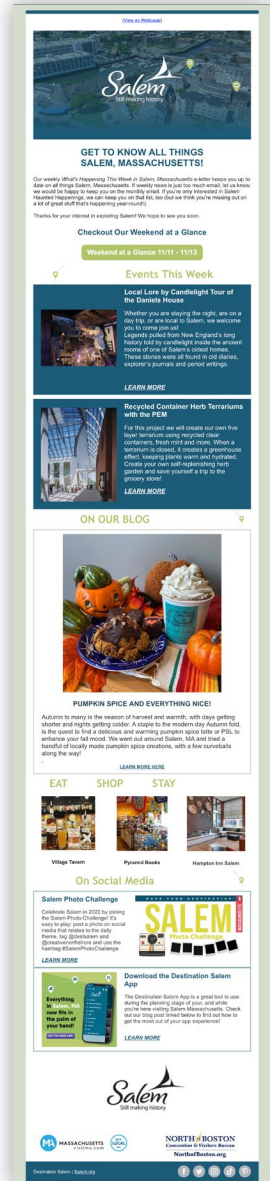 (View as Webpage)
Salem
Still making history.
GET TO KNOW ALL THINGS
SALEM, MASSACHUSETTS!
Our weekly What's Happening This Week in Salem, Massachusetts e-letter keeps you up to
date on all things Salem, Massachusetts. If weekly news is just too much email, let us know;
we would be happy to keep you on the monthly email. If you're only interested in Salem
Haunted Happenings, we can keep you on that list, too (but we think you're missing out on
a lot of great stuff that's happening year-round!).
Thanks for your interest in exploring Salem! We hope to see you soon.
Checkout Our Weekend at a Glance
Weekend at a Glance 11/11 - 11/13
Events This Week
Local Lore by Candlelight Tour of
the Daniels House
Whether you are staying the night, are on a
day trip, or are local to Salem, we welcome
you to come join us!
Legends pulled from New England's long
history told by candlelight inside the ancient
rooms of one of Salem's oldest homes.
These stories were all found in old diaries,
explorer's journals and period writings.
LEARN MORE
Recycled Container Herb Terrariums
with the PEM
For this project we will create our own five
layer terrarium using recycled clear
containers, fresh mint and more. When a
terrarium is closed, it creates a greenhouse
effect, keeping plants warm and hydrated.
Create your own self-replenishing herb
garden and save yourself a trip to the
grocery store!
LEARN MORE
ON OUR BLOG
PUMPKIN SPICE AND EVERYTHING NICE!
Autumn to many is the season of harvest and warmth, with days getting
shorter and nights getting colder. A staple to the modern day Autumn fold,
is the quest to find a delicious and warming pumpkin spice latte or PSL to
enhance your fall mood. We went out around Salem, MA and tried a
handful of locally made pumpkin spice creations, with a few curveballs
along the way!
.
LEARN MORE HERE
EAT SHOP STAY
Village Tavern
Pyramid Books
Hampton Inn Salem
On Social Media
Salem Photo Challenge
Celebrate Salem in 2022 by joining
the Salem Photo Challenge! It's
easy to play: post a photo on social
media that relates to the daily
theme, tag @destsalem and
@creativenorthshore and use the
hashtag #SalemPhotoChallenge.
LEARN MORE
MAKE YOUR DESTINATION
SALEM
MASSACHUSETTS
Photo Challenge
Everything
in Salem, MA
now fits in
the palm of
your hand!
Download the Destination Salem
App
The Destination Salem App is a great tool to use
during the planning stage of your, and while
you're here visiting Salem Massachusetts. Check
out our blog post linked below to find out how to
get the most out of your app experience!
LEARN MORE
Salem
Still making history.
MA MASSACHUSETTS
visitma.com
NORTH OF BOSTON
Convention & Visitors Bureau
NorthofBoston.org
Destination Salem | Salem.org